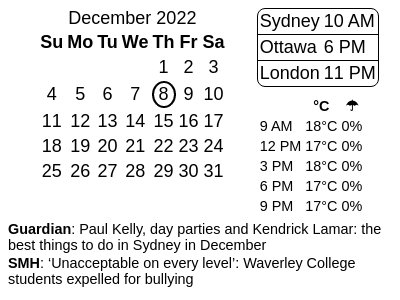 December 2022
Su Mo Tu We Th Fr Sa
1 2 3
4 5 6 7 8 9 10
11 12 13 14 15 16 17
18 19 20 21 22 23 24
25 26 27 28 29 30 31
Sydney 10 AM
Ottawa 6 PM
London 11 PM
°C ☂
9 AM 18°C 0%
12 PM 17°C 0%
3 PM 18°C 0%
6 PM 17°C 0%
9 PM 17°C 0%
Guardian: Paul Kelly, day parties and Kendrick Lamar: the
best things to do in Sydney in December
SMH: ‘Unacceptable on every level’: Waverley College
students expelled for bullying